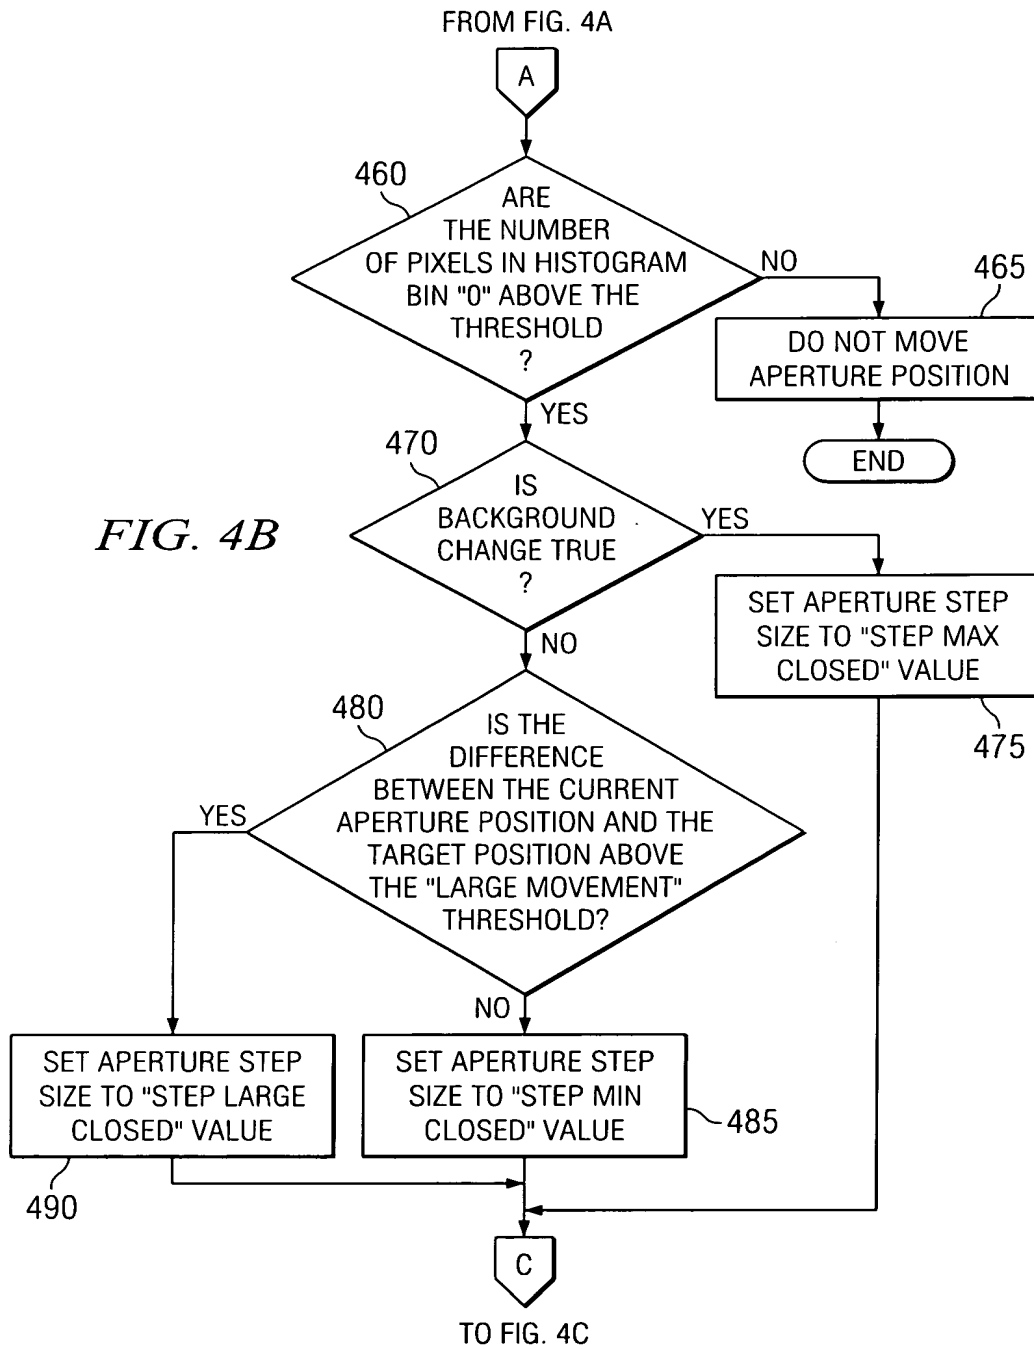 FROM FIG. 4A
A
460
ARE
THE NUMBER
OF PIXELS IN HISTOGRAM
BIN "0" ABOVE THE
THRESHOLD
?
NO
465
DO NOT MOVE
APERTURE POSITION
END
YES
470
IS
BACKGROUND
CHANGE TRUE
?
YES
FIG. 4B
SET APERTURE STEP
SIZE TO "STEP MAX
CLOSED" VALUE
475
NO
480
IS THE
DIFFERENCE
BETWEEN THE CURRENT
APERTURE POSITION AND THE
TARGET POSITION ABOVE
THE "LARGE MOVEMENT"
THRESHOLD?
YES
NO
SET APERTURE STEP
SIZE TO "STEP LARGE
CLOSED" VALUE
490
SET APERTURE STEP
SIZE TO "STEP MIN
CLOSED" VALUE
485
C
TO FIG. 4C